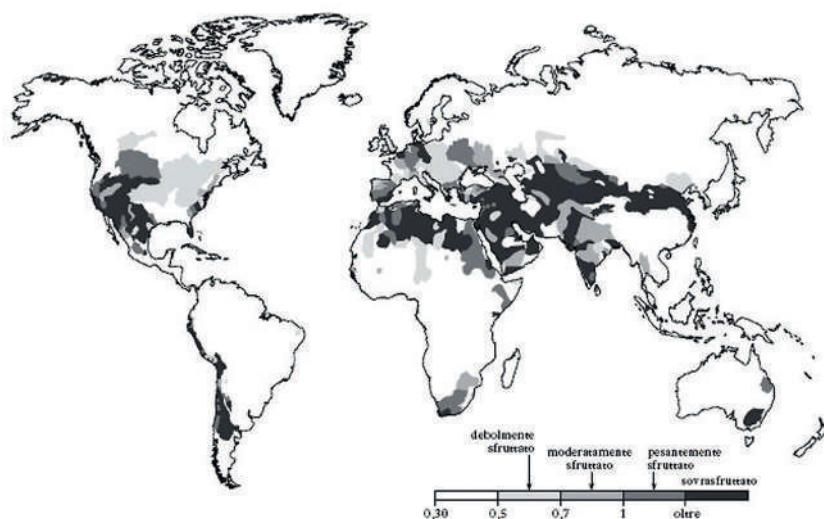 debolmente
sfruttato
moderatamente
sfruttato
pesantemente
sfruttato
sovrasfruttato
0,30
0,5
0,7
1
oltre